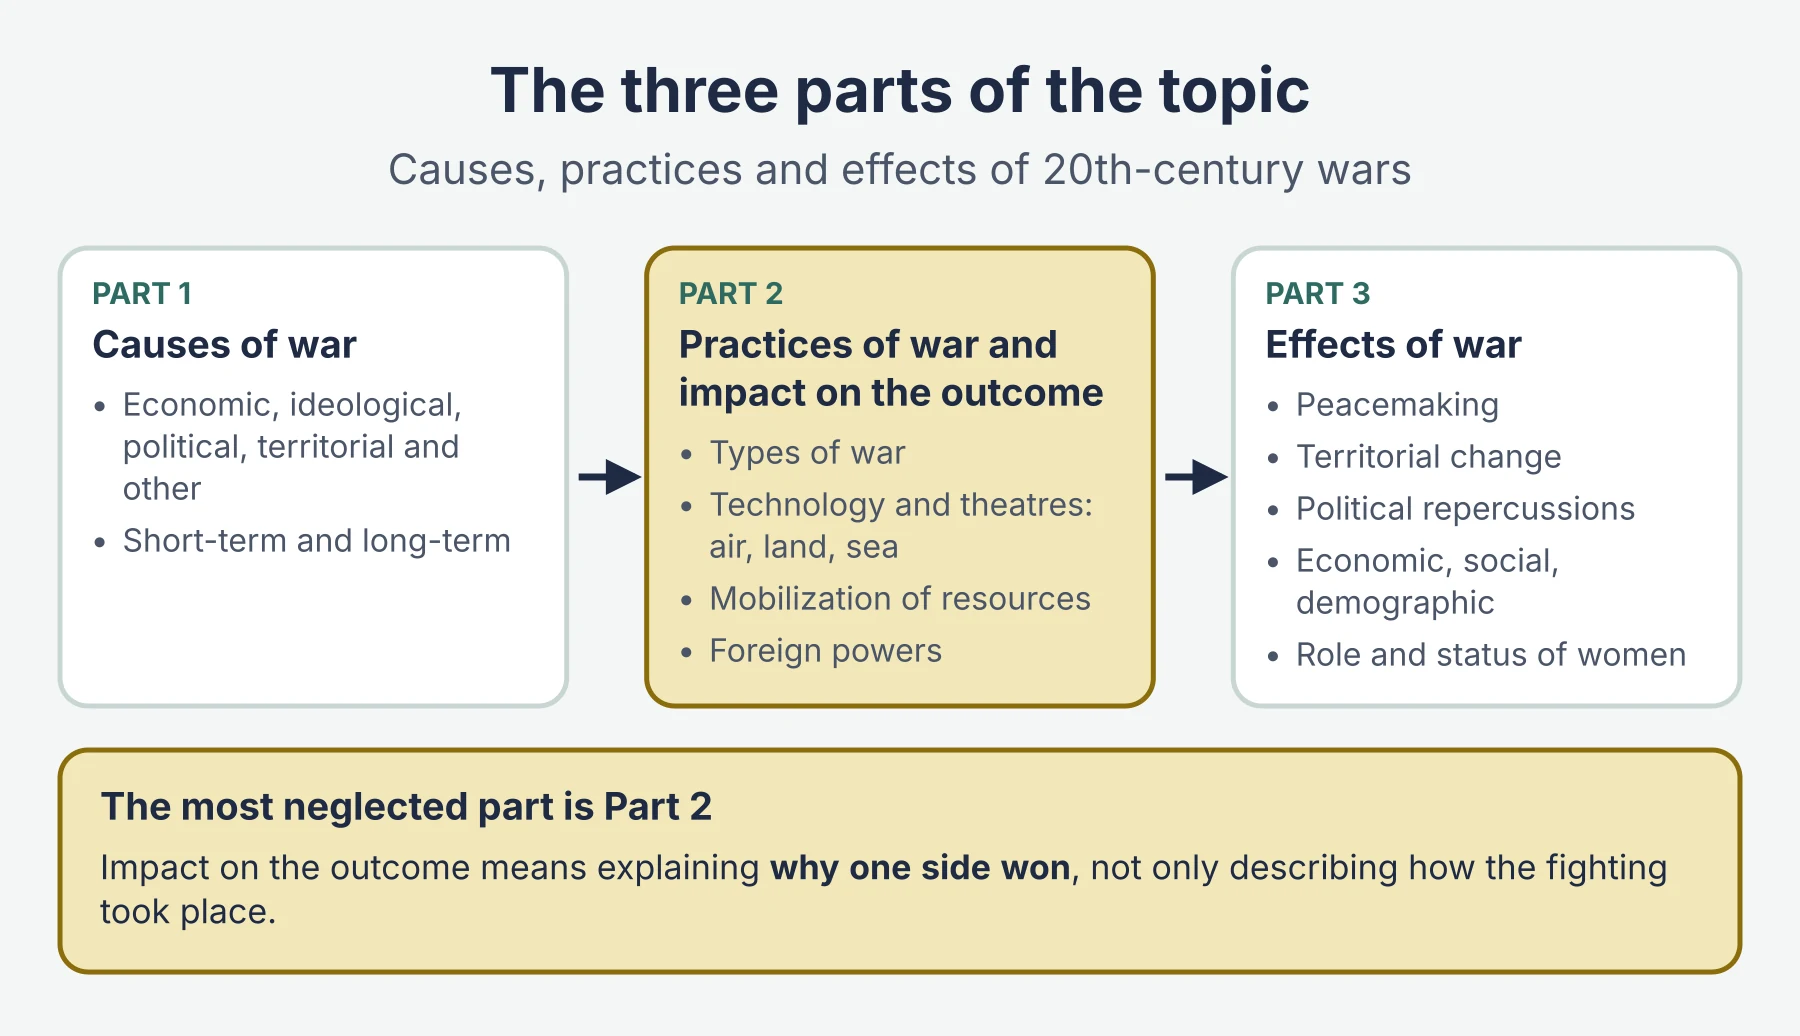 The three parts of the topic
Causes, practices and effects of 20th-century wars
PART 1
Causes of war
• Economic, ideological,
political, territorial and
other
• Short-term and long-term
PART 2
Practices of war and
impact on the outcome
• Types of war
• Technology and theatres:
air, land, sea
• Mobilization of resources
• Foreign powers
PART 3
Effects of war
• Peacemaking
• Territorial change
• Political repercussions
• Economic, social,
demographic
• Role and status of women
The most neglected part is Part 2
Impact on the outcome means explaining why one side won, not only describing how the fighting
took place.